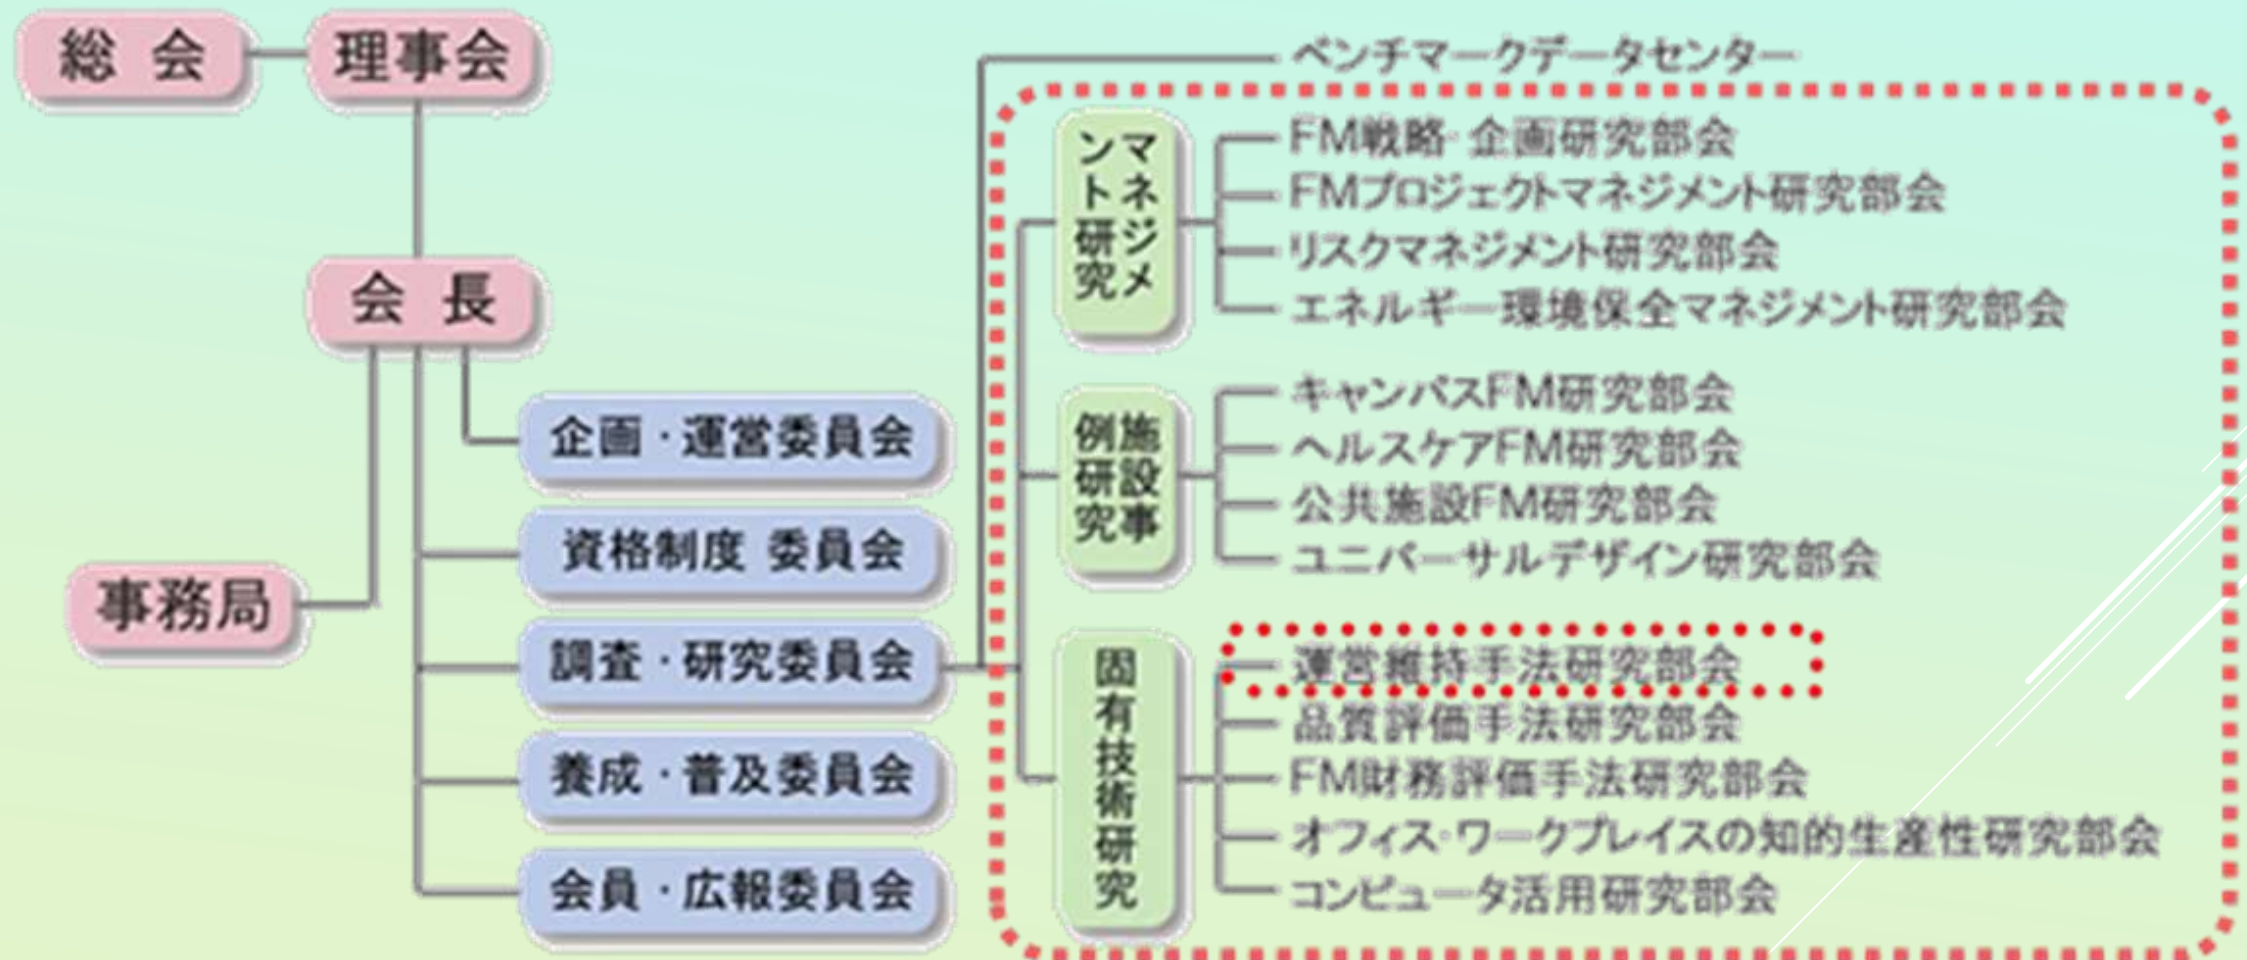 総 会
理事会
会 長
事務局
企画・運営委員会
資格制度 委員会
調査・研究委員会
養成・普及委員会
会員・広報委員会
ベンチマークデータセンター
マネジメント研究
FM戦略・企画研究部会
FMプロジェクトマネジメント研究部会
リスクマネジメント研究部会
エネルギー環境保全マネジメント研究部会
施設事例研究
キャンパスFM研究部会
ヘルスケアFM研究部会
公共施設FM研究部会
ユニバーサルデザイン研究部会
固有技術研究
運営維持手法研究部会
品質評価手法研究部会
FM財務評価手法研究部会
オフィス・ワークプレイスの知的生産性研究部会
コンピュータ活用研究部会